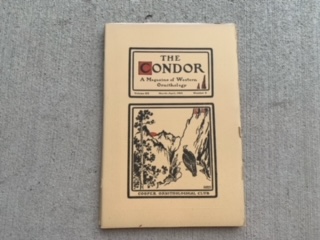 THE
CONDOR
A Magazine of Western
Ornithology
COOPER ORNITHOLOGICAL CLUB